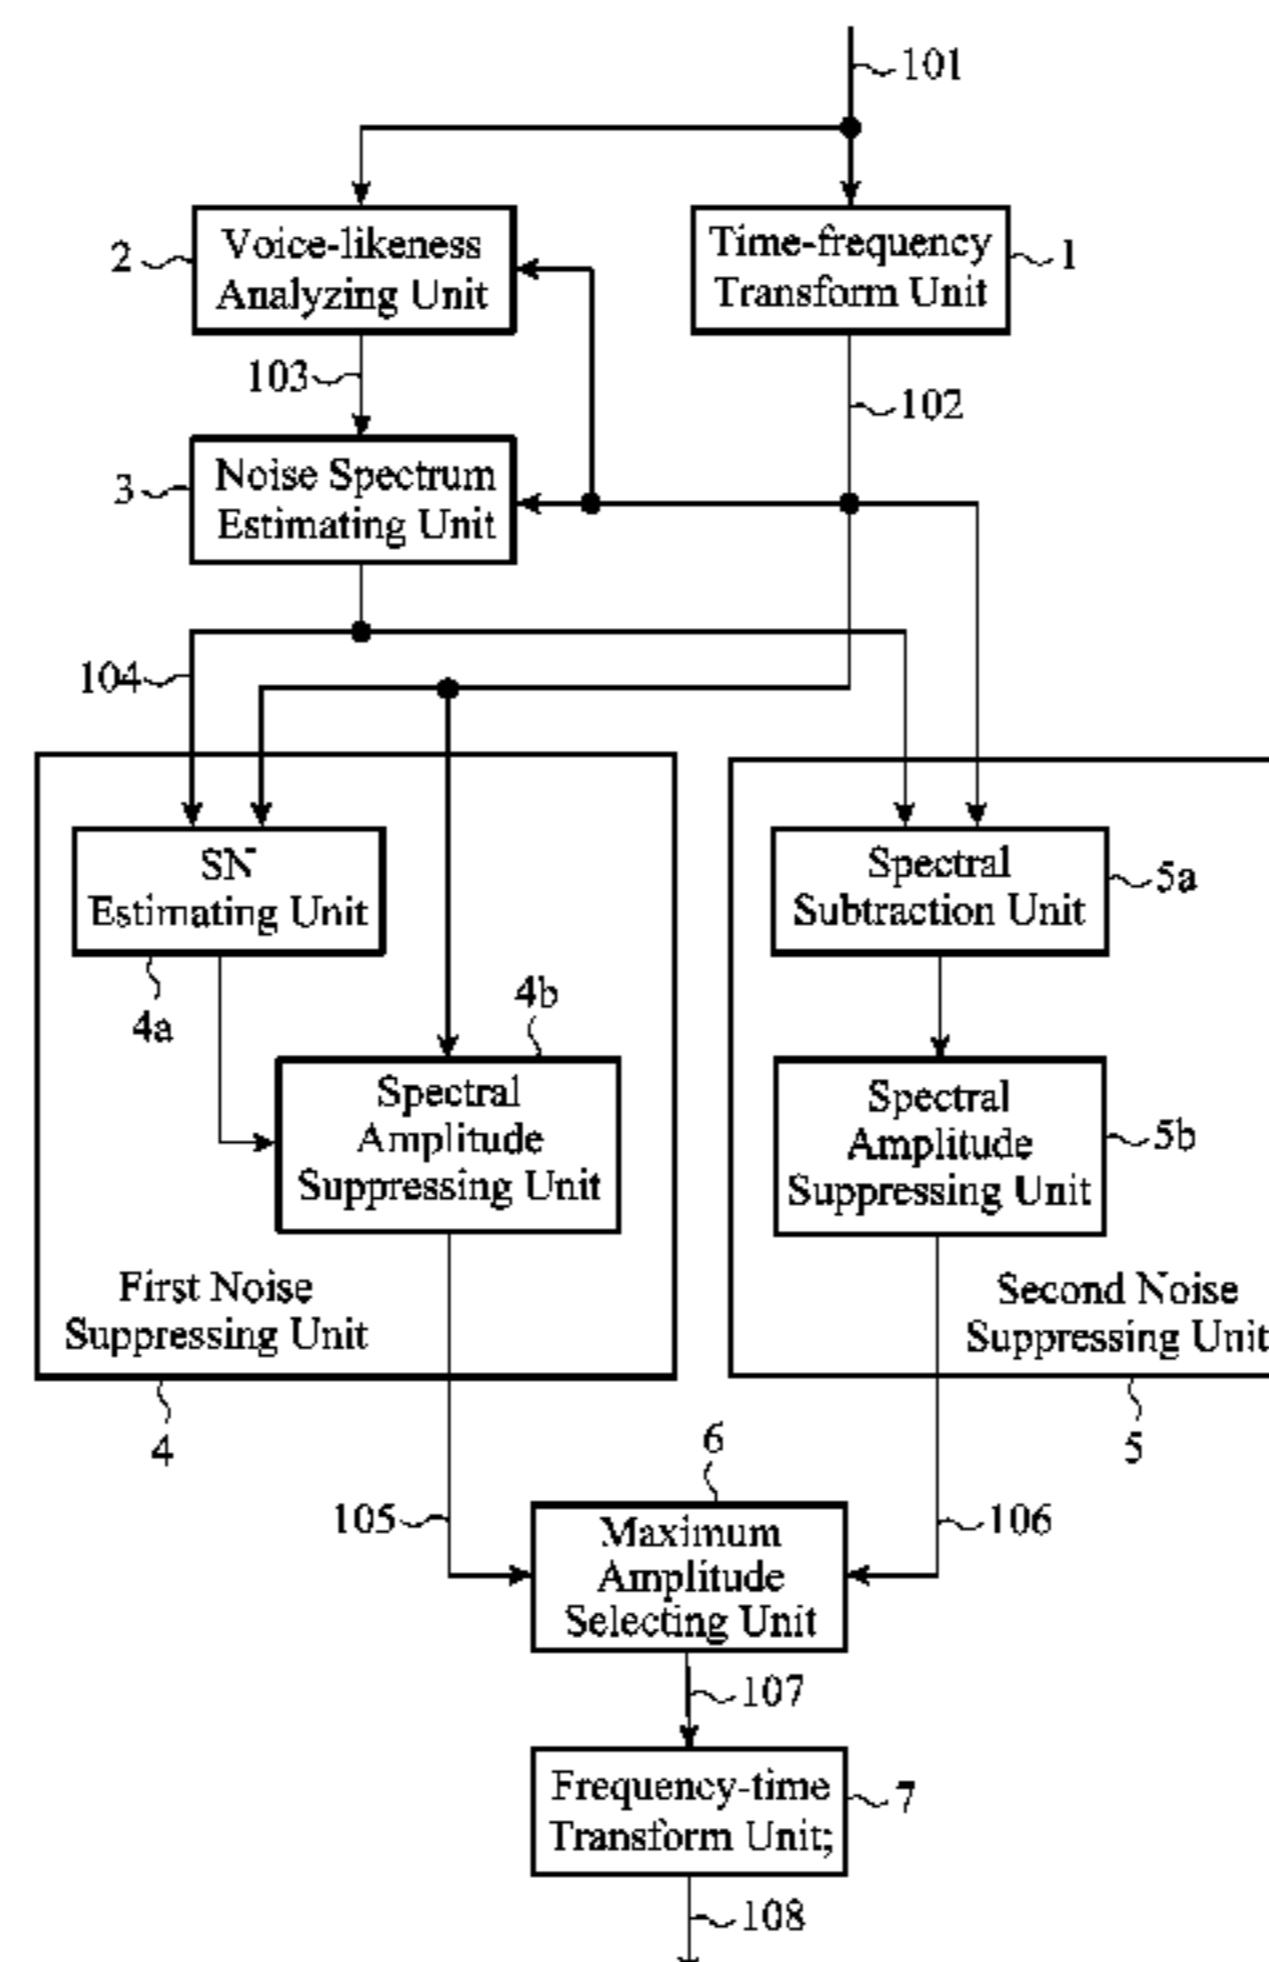 101
Voice-likeness
Analyzing Unit
2
Time-frequency
Transform Unit
1
103
102
Noise Spectrum
Estimating Unit
3
104
SN
Estimating Unit
4a
Spectral
Subtraction Unit
5a
4b
Spectral
Amplitude
Suppressing Unit
Spectral
Amplitude
Suppressing Unit
5b
First Noise
Suppressing Unit
Second Noise
Suppressing Unit
4
5
6
105
106
Maximum
Amplitude
Selecting Unit
107
Frequency-time
Transform Unit;
7
108